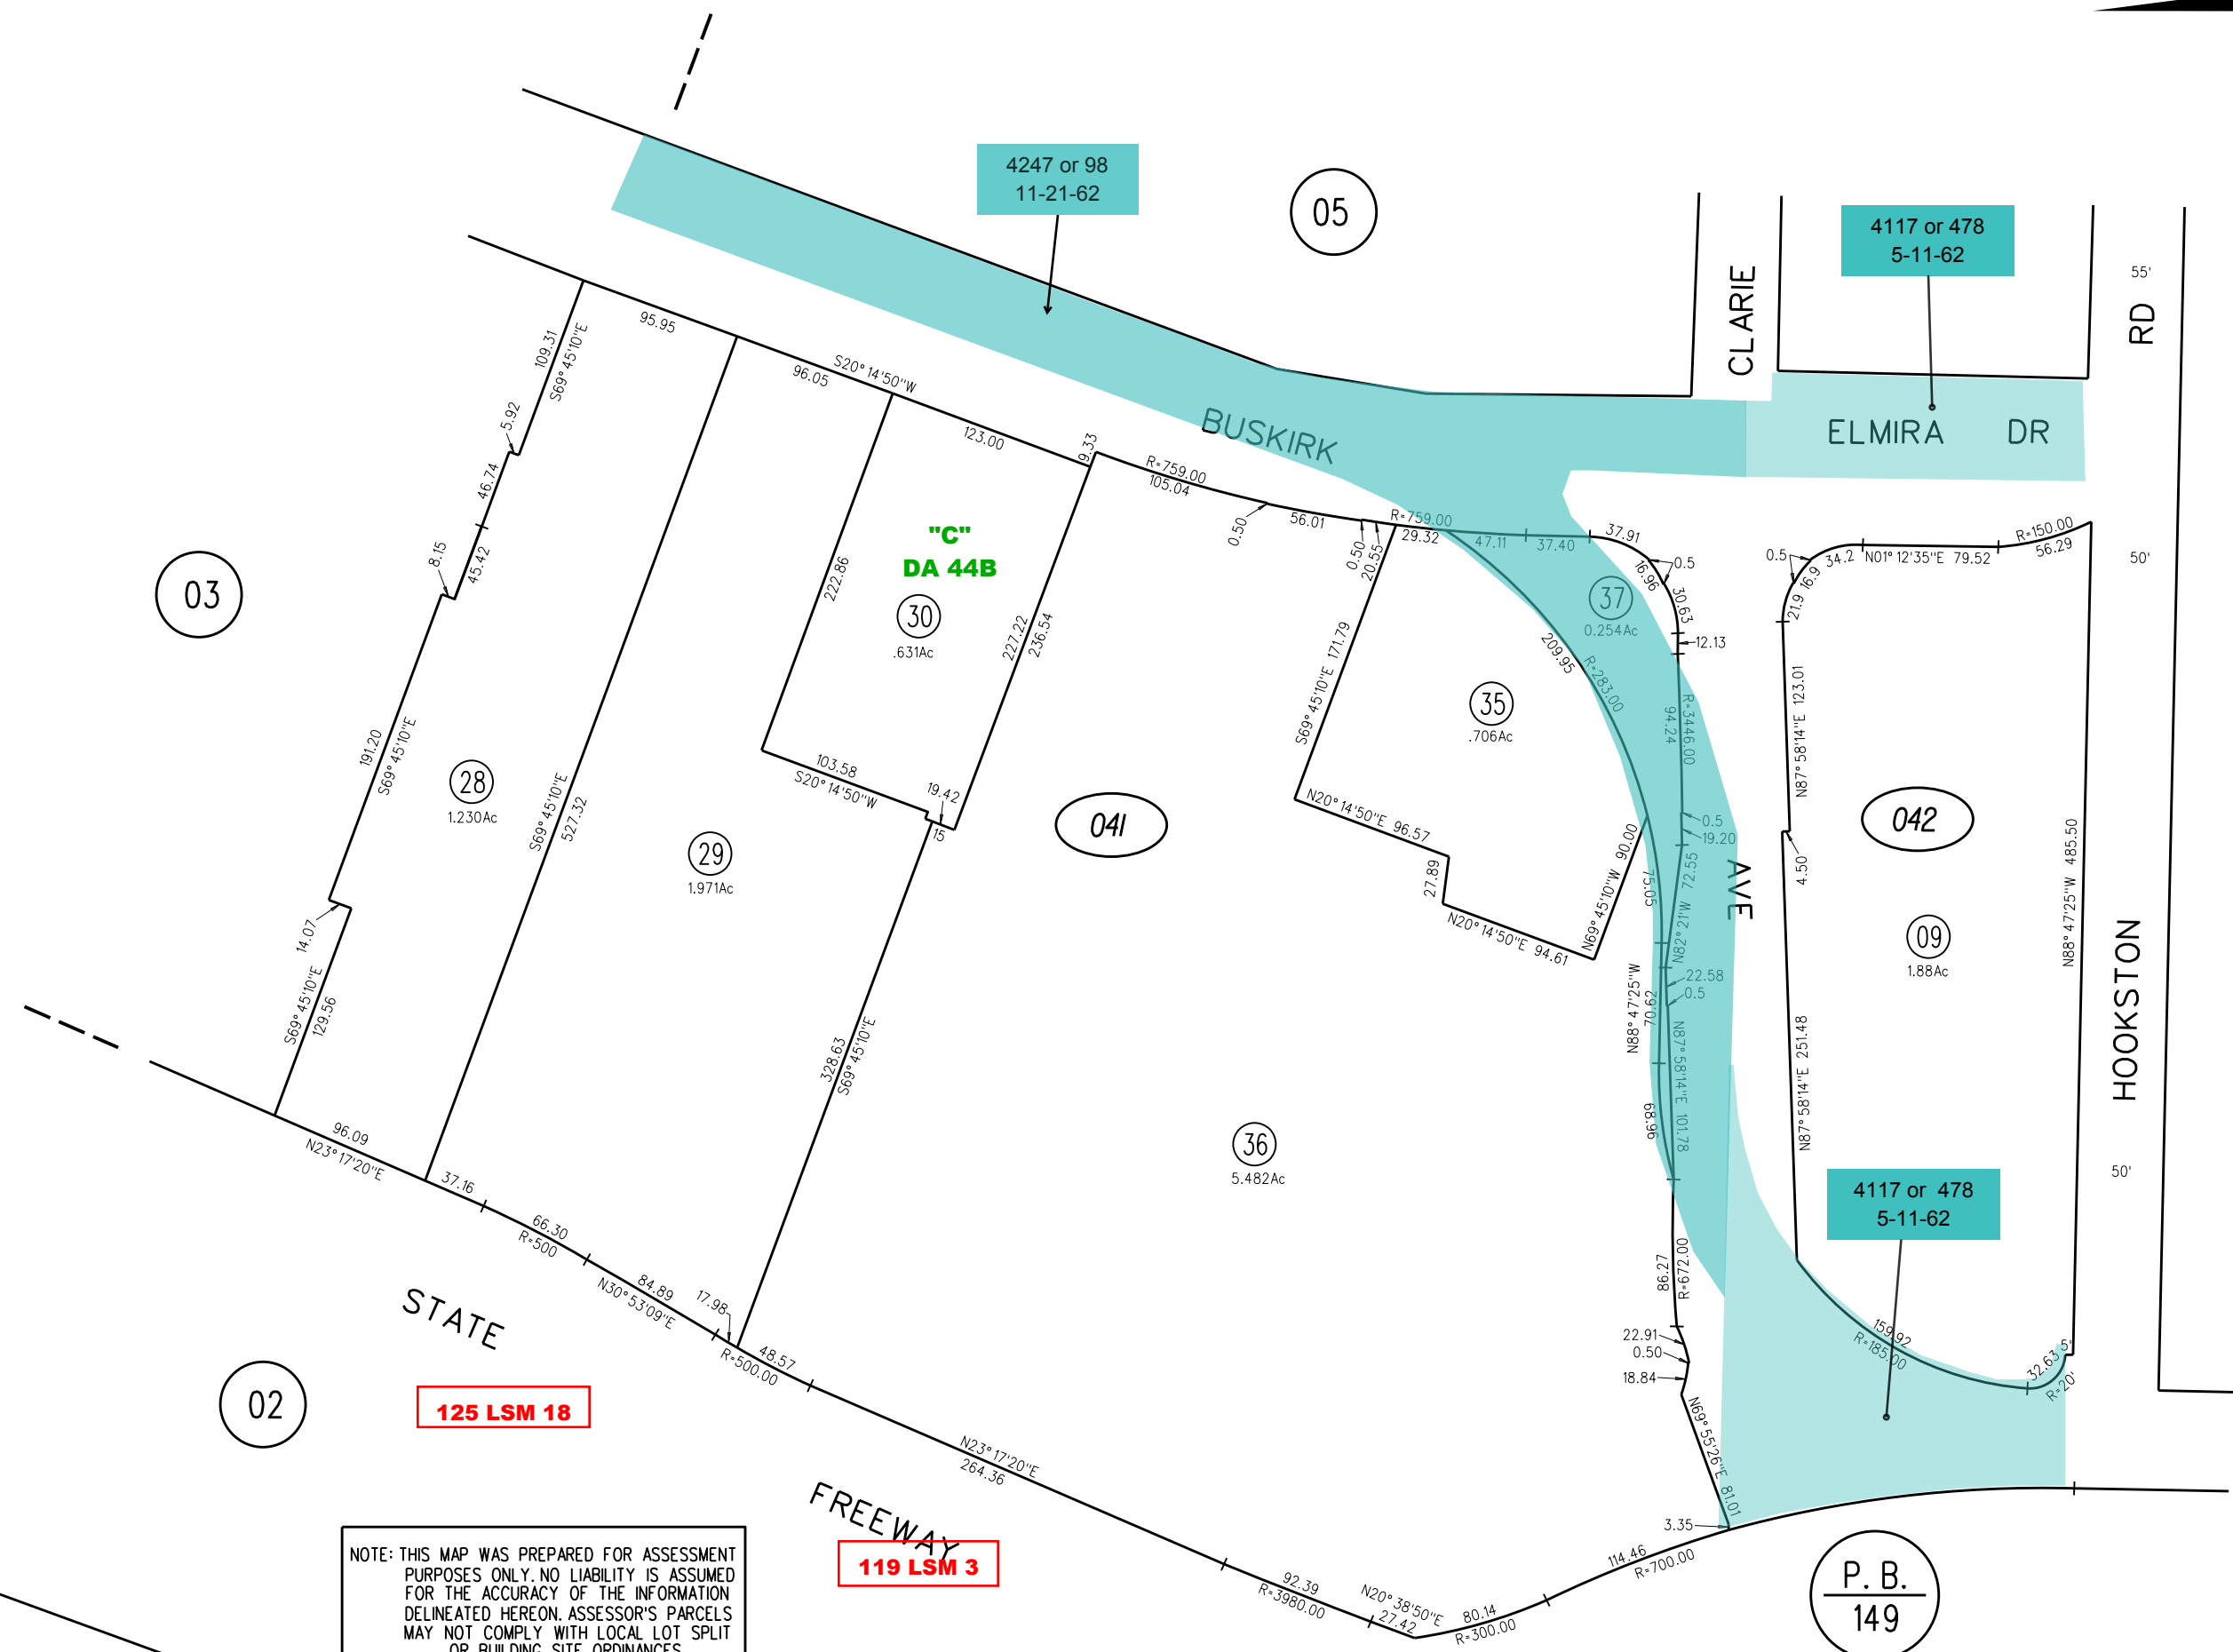 4247 or 98
11-21-62
05
4117 or 478
5-11-62
CLARIE
55'
RD
95.95
109.31
S69°45'10"E
S20°14'50"W
96.05
5.92
BUSKIRK
ELMIRA DR
123.00
9.33
46.74
R=759.00
105.04
0.50
56.01
0.50
20.55
R=759.00
29.32
47.11
37.40
37.91
0.5
16.96
30.63
12.13
0.5
16.9
34.2
21.9
N01°12'35"E 79.52
R=150.00
56.29
50'
8.15
45.42
"C"
DA 44B
30
.631Ac
222.86
227.22
236.54
03
37
0.254Ac
209.95
R=283.00
S69°45'10"E 171.79
35
.706Ac
R=3446.00
94.24
N87°58'14"E 123.01
191.20
S69°45'10"E
28
1.230Ac
S69°45'10"E
527.32
103.58
S20°14'50"W
19.42
15
041
N20°14'50"E 96.57
27.89
N20°14'50"E 94.61
N69°45'10"W 90.00
0.5
19.20
75.05
N82°21"W 72.55
AVE
4.50
042
N88°47'25"W 485.50
29
1.971Ac
14.07
S69°45'10"E
129.56
09
1.88Ac
22.58
0.5
N88°47'25"W
70.62
N87°58'14"E 101.78
68.96
N87°58'14"E 251.48
HOOKSTON
328.63
S69°45'10"E
36
5.482Ac
50'
4117 or 478
5-11-62
96.09
N23°17'20"E
37.16
66.30
R=500
84.89
N30°53'09"E
17.98
48.57
R=500.00
86.27
R=672.00
22.91
0.50
18.84
159.92
R=185.00
32.63
5'
R=20'
STATE
02
125 LSM 18
N23°17'20"E
264.36
N69°55'26"E 81.01
3.35
FREEWAY
119 LSM 3
114.46
R=700.00
92.39
R=3980.00
N20°38'50"E
27.42
80.14
R=300.00
P. B.
149
NOTE: THIS MAP WAS PREPARED FOR ASSESSMENT
PURPOSES ONLY. NO LIABILITY IS ASSUMED
FOR THE ACCURACY OF THE INFORMATION
DELINEATED HEREON. ASSESSOR'S PARCELS
MAY NOT COMPLY WITH LOCAL LOT SPLIT
OR BUILDING SITE ORDINANCES.